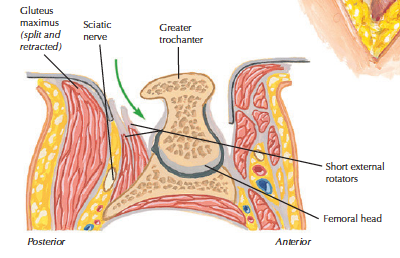 Gluteus
maximus
(split and
retracted)
Sciatic
nerve
Greater
trochanter
Short external
rotators
Femoral head
Posterior
Anterior